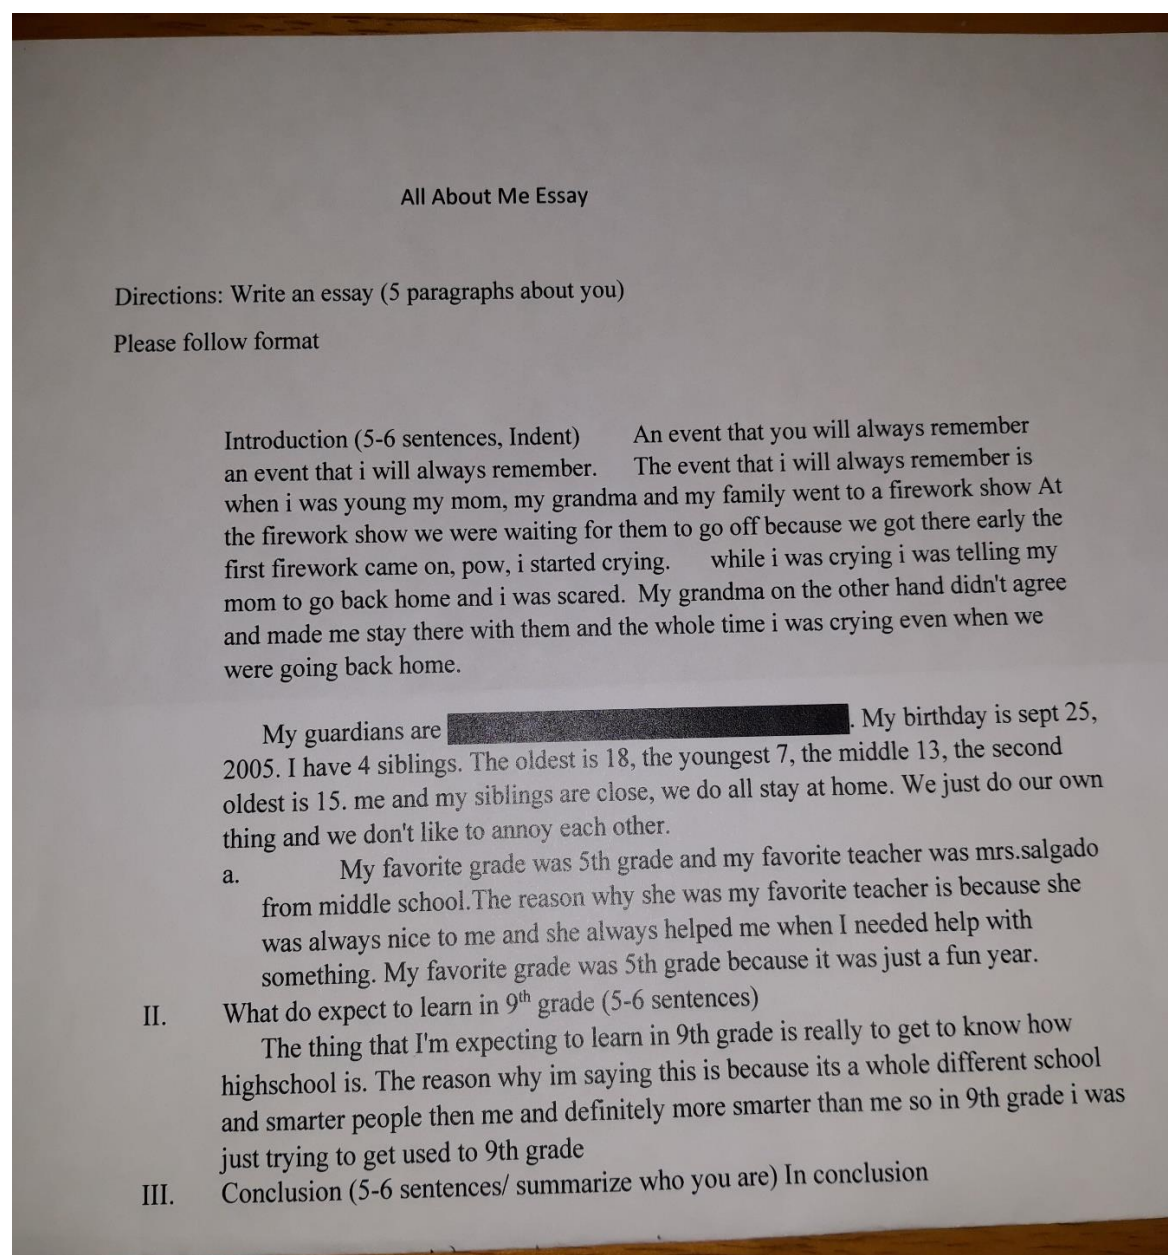 All About Me Essay
Directions: Write an essay (5 paragraphs about you)
Please follow format
Introduction (5-6 sentences, Indent) An event that you will always remember
an event that i will always remember. The event that i will always remember is
when i was young my mom, my grandma and my family went to a firework show At
the firework show we were waiting for them to go off because we got there early the
first firework came on, pow, i started crying. while i was crying i was telling my
mom to go back home and i was scared. My grandma on the other hand didn't agree
and made me stay there with them and the whole time i was crying even when we
were going back home.
My guardians are . My birthday is sept 25,
2005. I have 4 siblings. The oldest is 18, the youngest 7, the middle 13, the second
oldest is 15. me and my siblings are close, we do all stay at home. We just do our own
thing and we don't like to annoy each other.
a. My favorite grade was 5th grade and my favorite teacher was mrs.salgado
from middle school.The reason why she was my favorite teacher is because she
was always nice to me and she always helped me when I needed help with
something. My favorite grade was 5th grade because it was just a fun year.
II. What do expect to learn in 9th grade (5-6 sentences)
The thing that I'm expecting to learn in 9th grade is really to get to know how
highschool is. The reason why im saying this is because its a whole different school
and smarter people then me and definitely more smarter than me so in 9th grade i was
just trying to get used to 9th grade
III. Conclusion (5-6 sentences/ summarize who you are) In conclusion